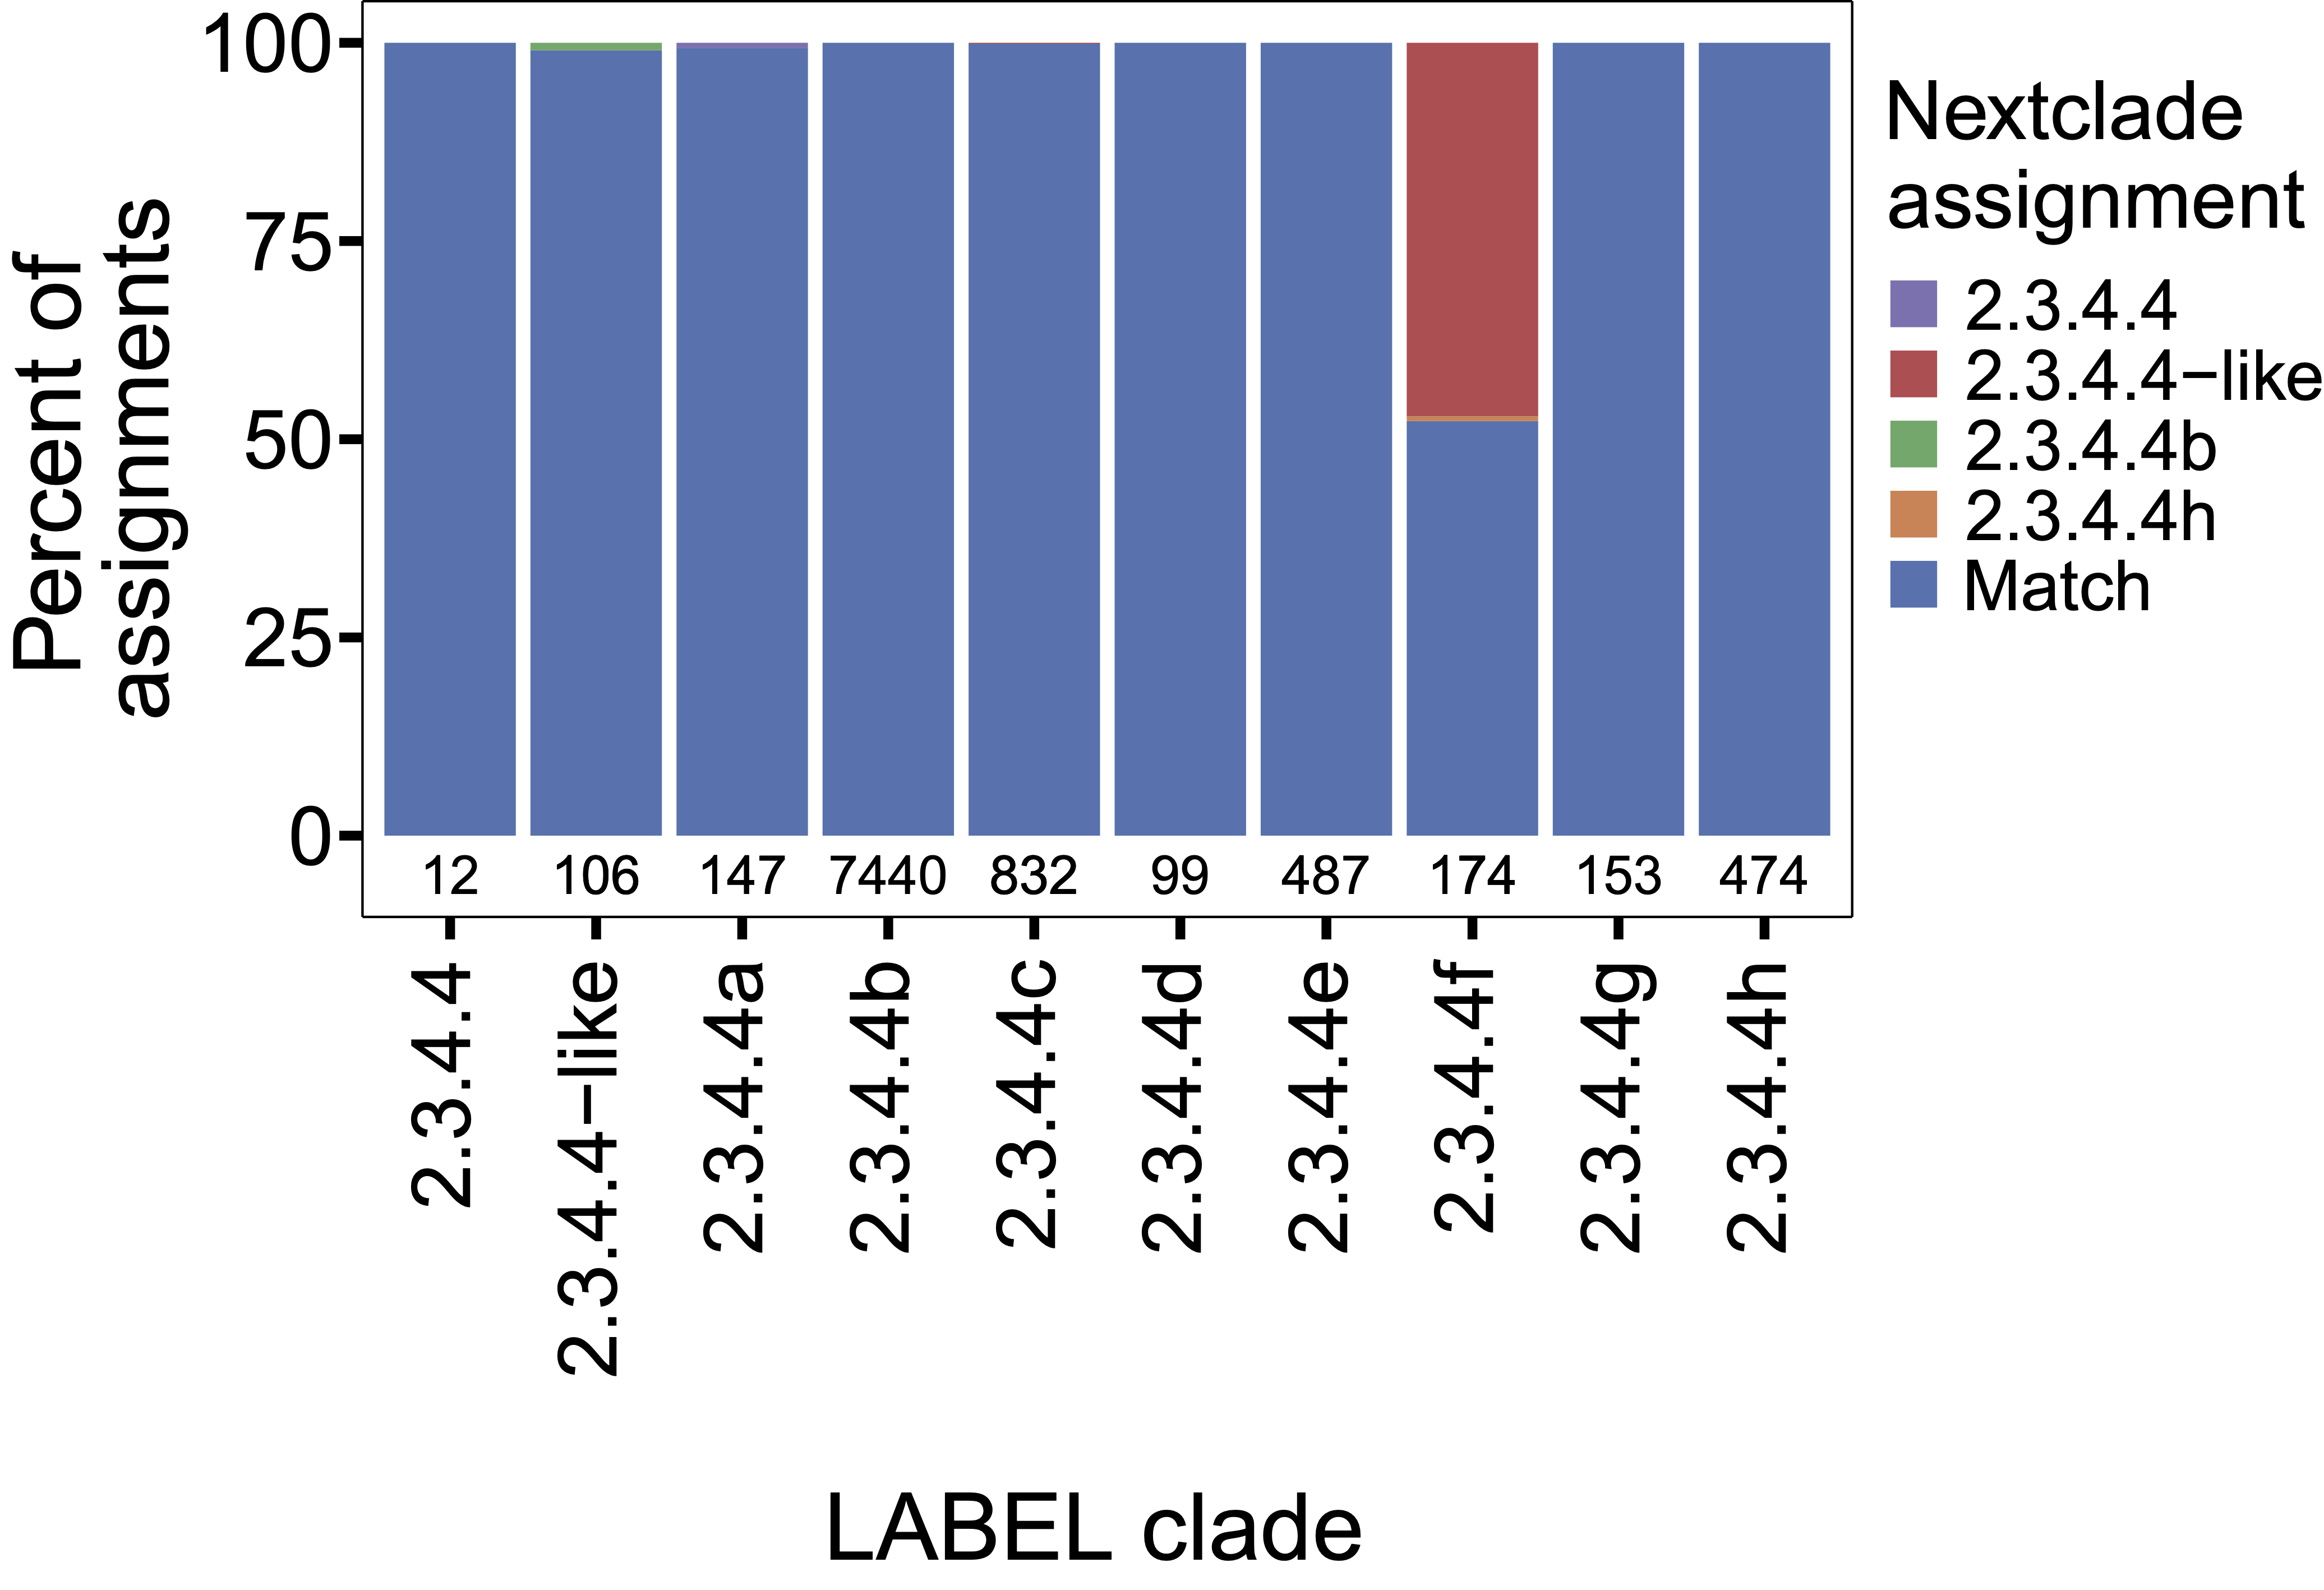 Percent of
assignments
100
75
50
25
0
12 106 147 7440 832 99 487 174 153 474
2.3.4.4
2.3.4.4−like
2.3.4.4a
2.3.4.4b
2.3.4.4c
2.3.4.4d
2.3.4.4e
2.3.4.4f
2.3.4.4g
2.3.4.4h
LABEL clade
Nextclade
assignment
2.3.4.4
2.3.4.4−like
2.3.4.4b
2.3.4.4h
Match